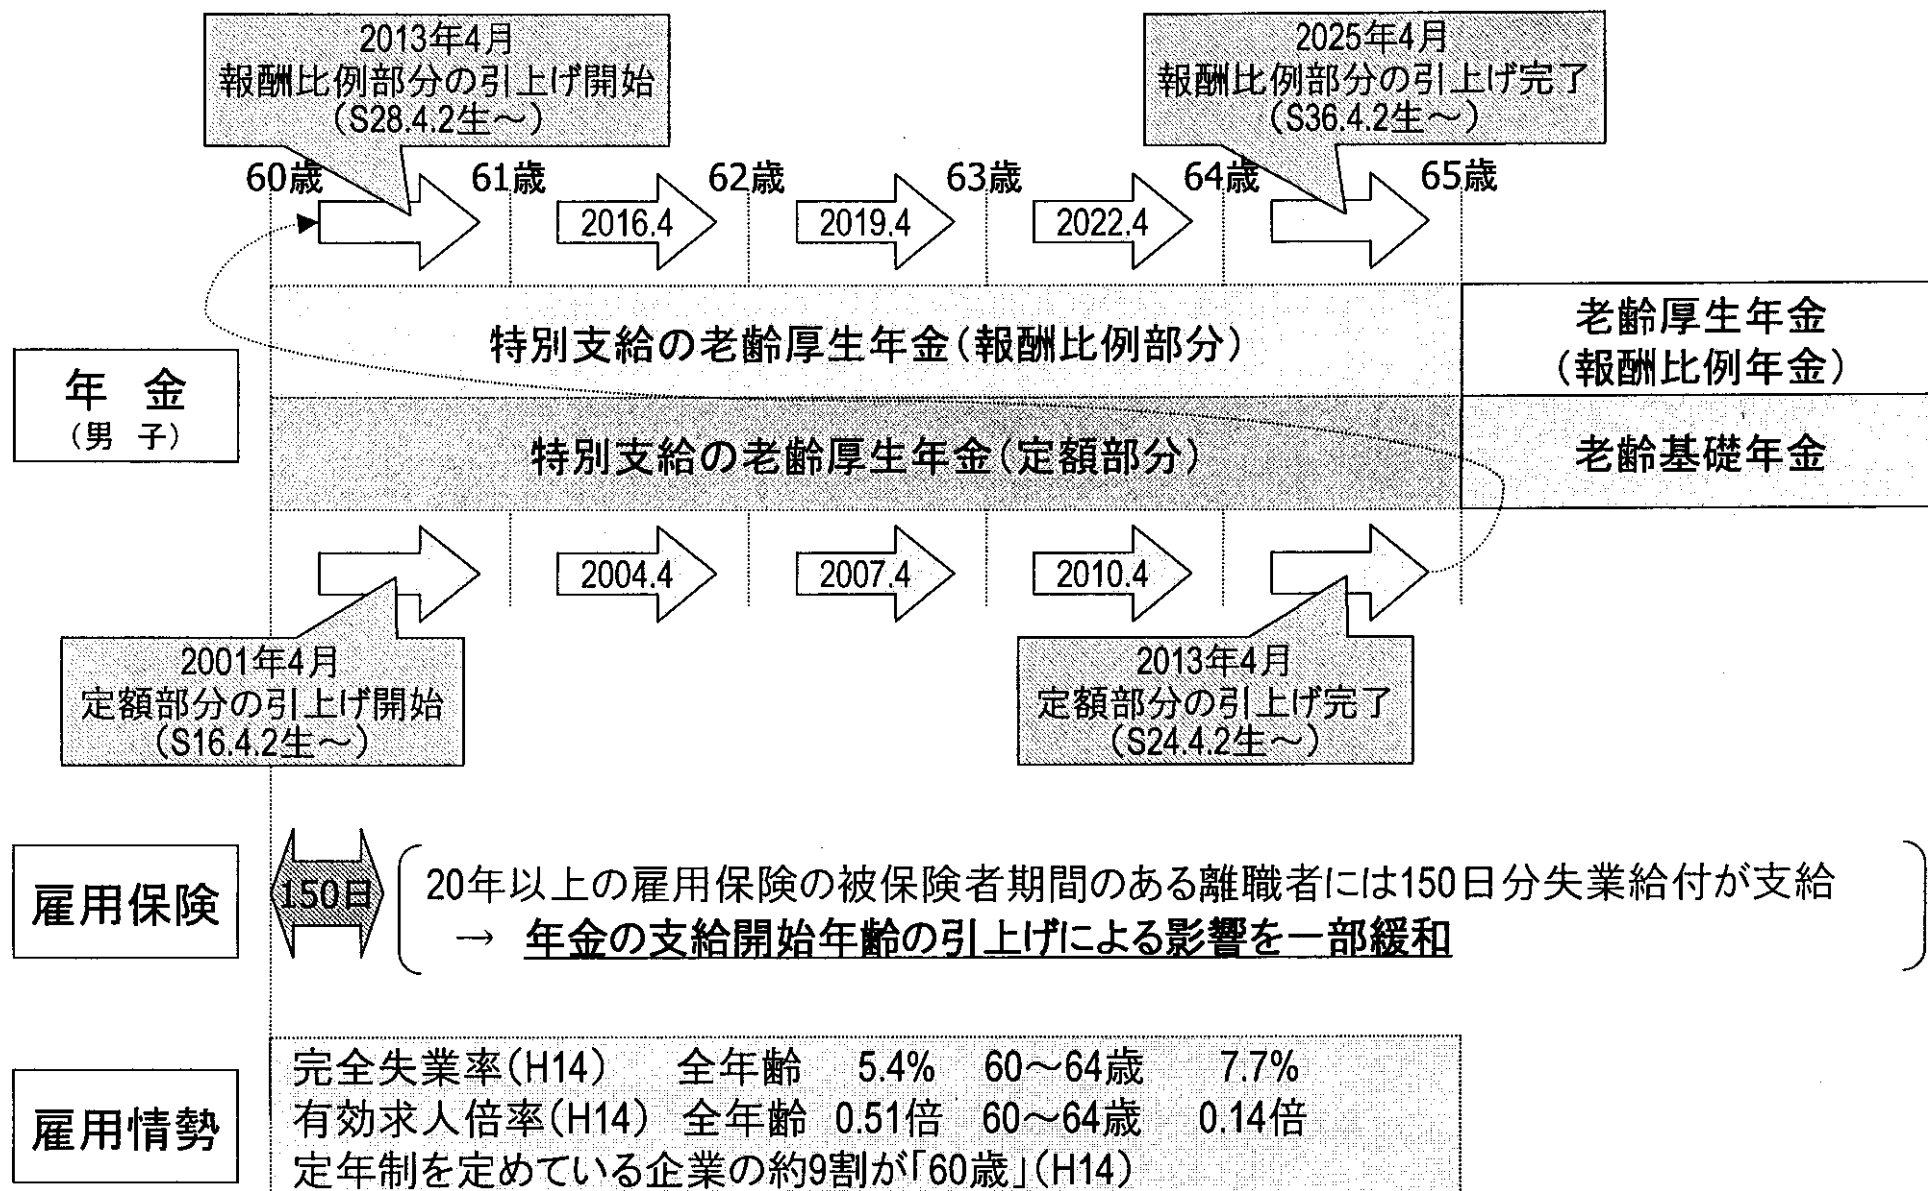 2013年4月
報酬比例部分の引上げ開始
(S28.4.2生～)
2025年4月
報酬比例部分の引上げ完了
(S36.4.2生～)
60歳 61歳 62歳 63歳 64歳 65歳
2016.4 2019.4 2022.4
特別支給の老齢厚生年金(報酬比例部分)
老齢厚生年金
(報酬比例年金)
年 金
(男 子)
特別支給の老齢厚生年金(定額部分)
老齢基礎年金
2004.4 2007.4 2010.4
2001年4月
定額部分の引上げ開始
(S16.4.2生～)
2013年4月
定額部分の引上げ完了
(S24.4.2生～)
雇用保険
150日
20年以上の雇用保険の被保険者期間のある離職者には150日分失業給付が支給
→ 年金の支給開始年齢の引上げによる影響を一部緩和
雇用情勢
完全失業率(H14) 全年齢 5.4% 60～64歳 7.7%
有効求人倍率(H14) 全年齢 0.51倍 60～64歳 0.14倍
定年制を定めている企業の約9割が「60歳」(H14)